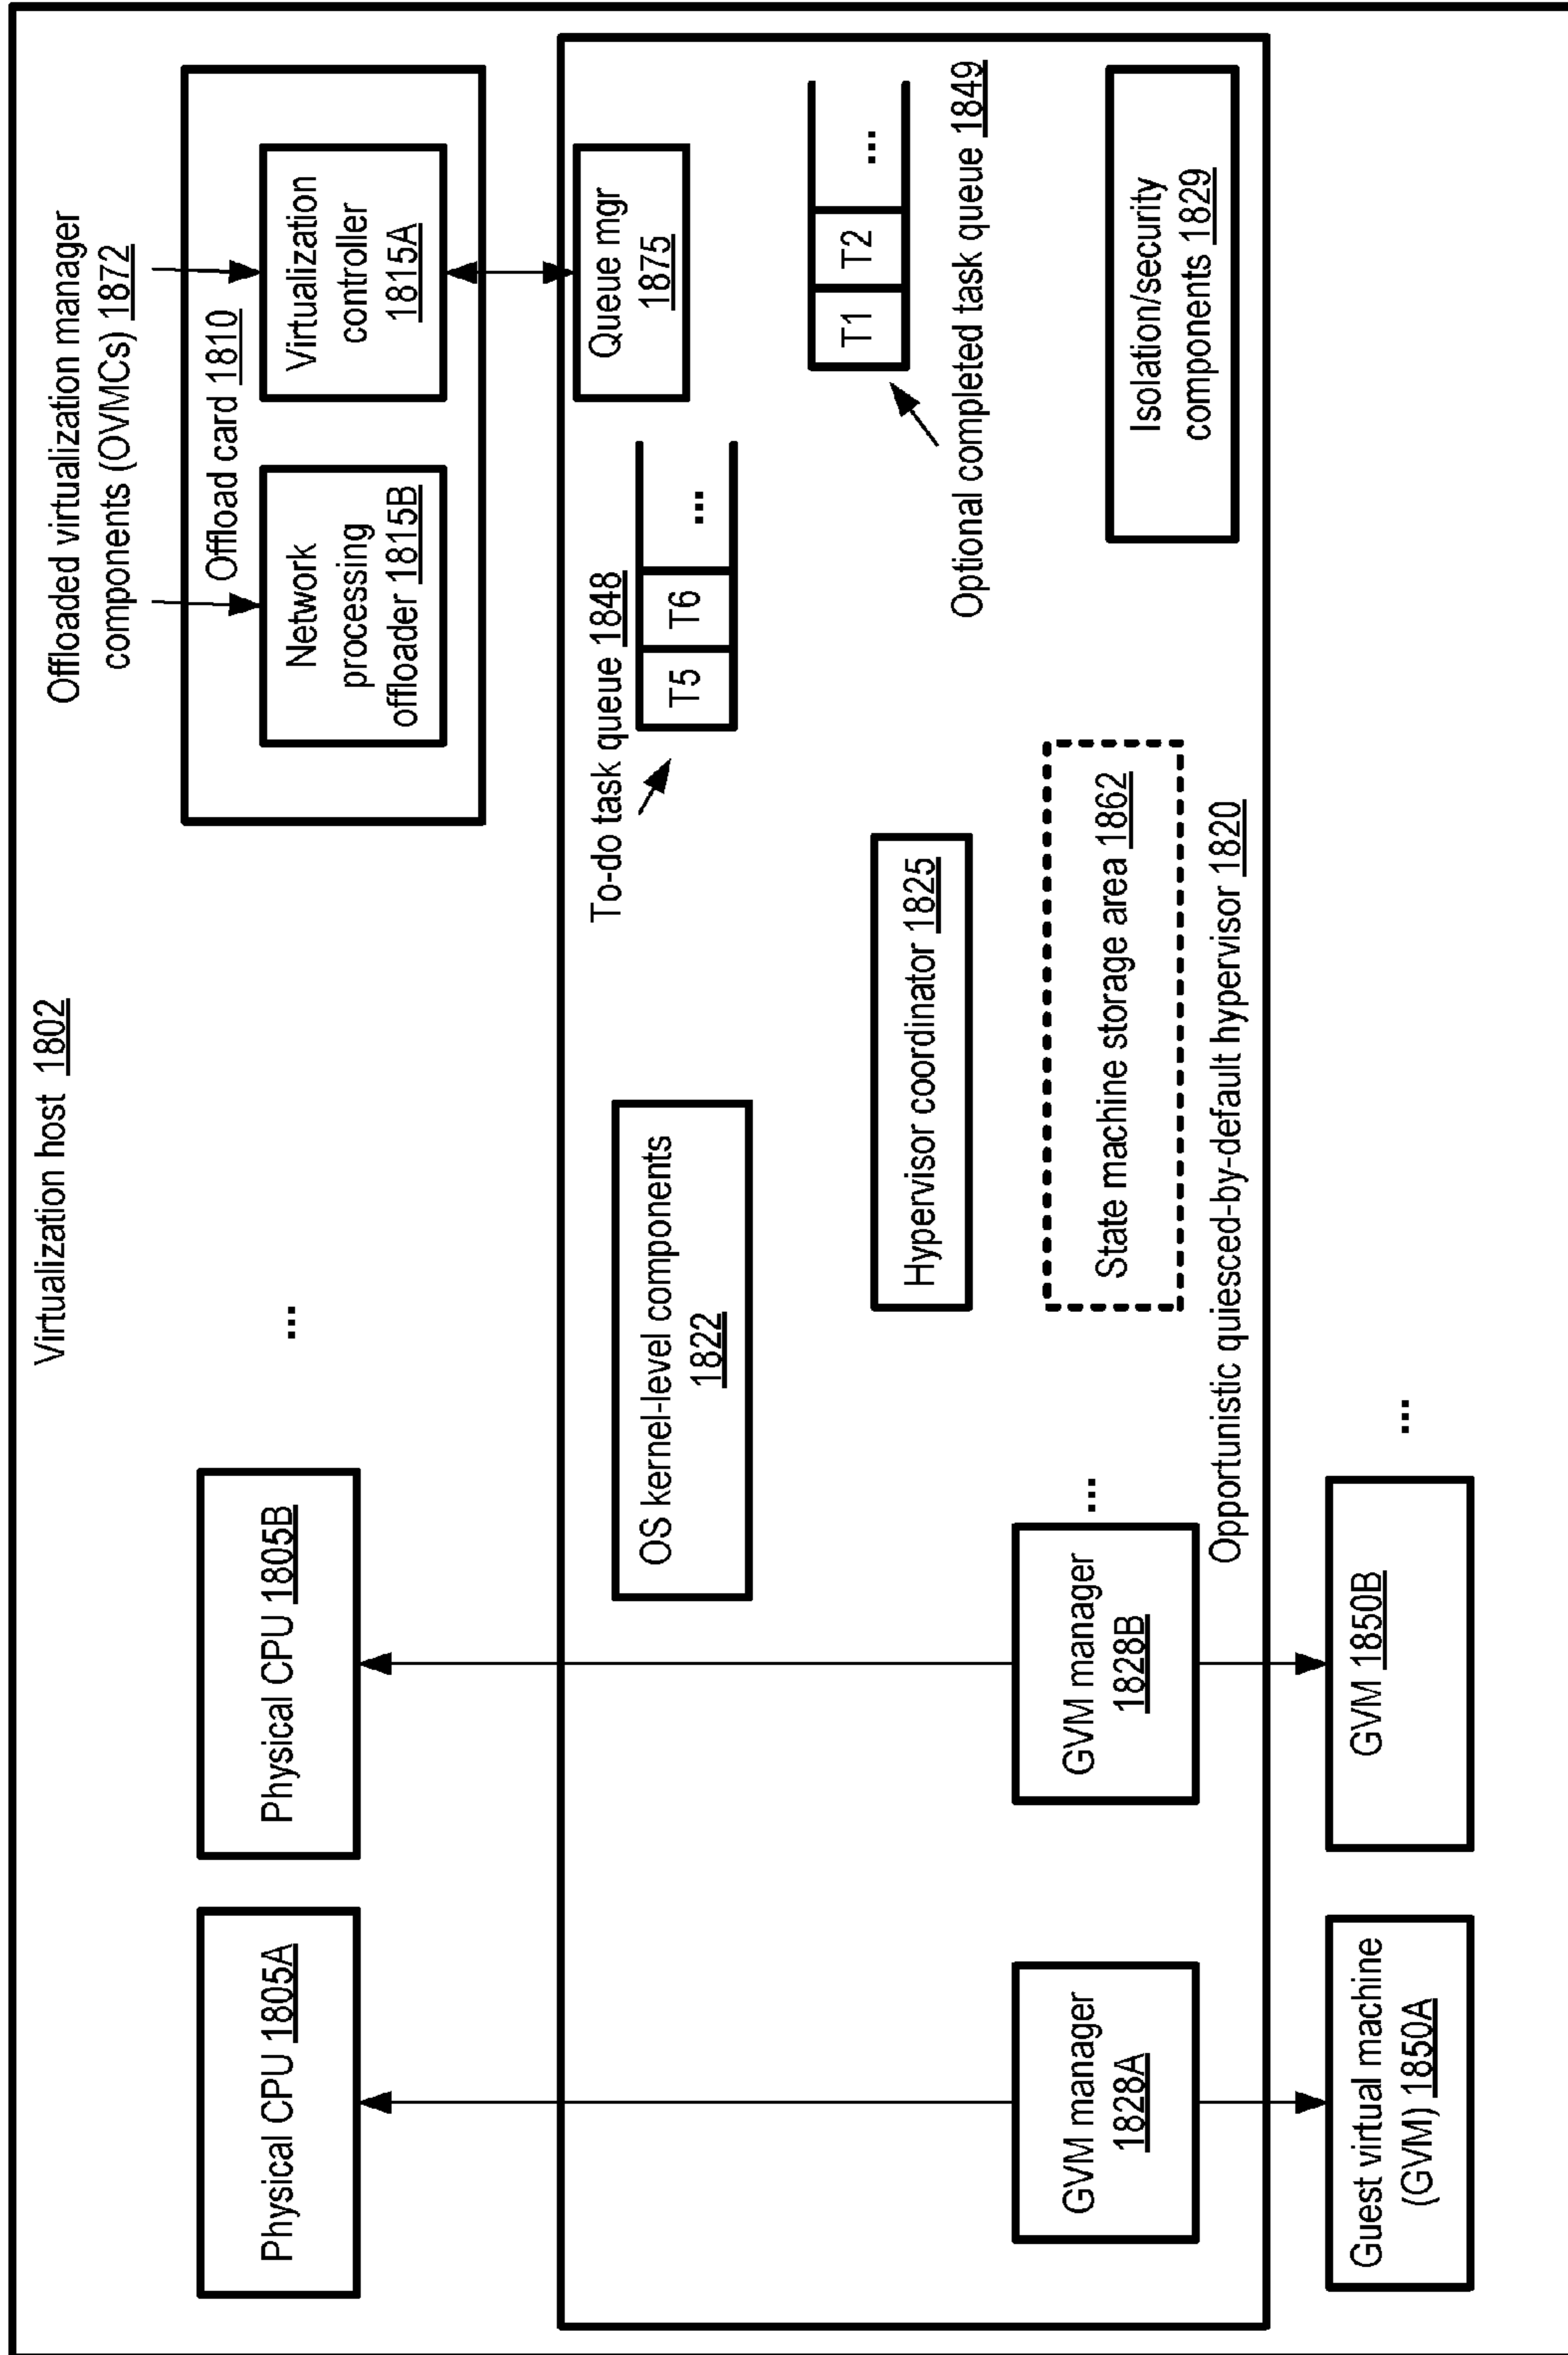 Virtualization host 1802
Offloaded virtualization manager
components (OVMCs) 1872
Physical CPU 1805A
Physical CPU 1805B
...
Offload card 1810
Network
processing
offloader 1815B
Virtualization
controller
1815A
OS kernel-level components
1822
To-do task queue 1848
T5
T6
...
Queue mgr
1875
T1
T2
...
Optional completed task queue 1849
Hypervisor coordinator 1825
GVM manager
1828A
GVM manager
1828B
...
State machine storage area 1862
Isolation/security
components 1829
Opportunistic quiesced-by-default hypervisor 1820
Guest virtual machine
(GVM) 1850A
GVM 1850B
...